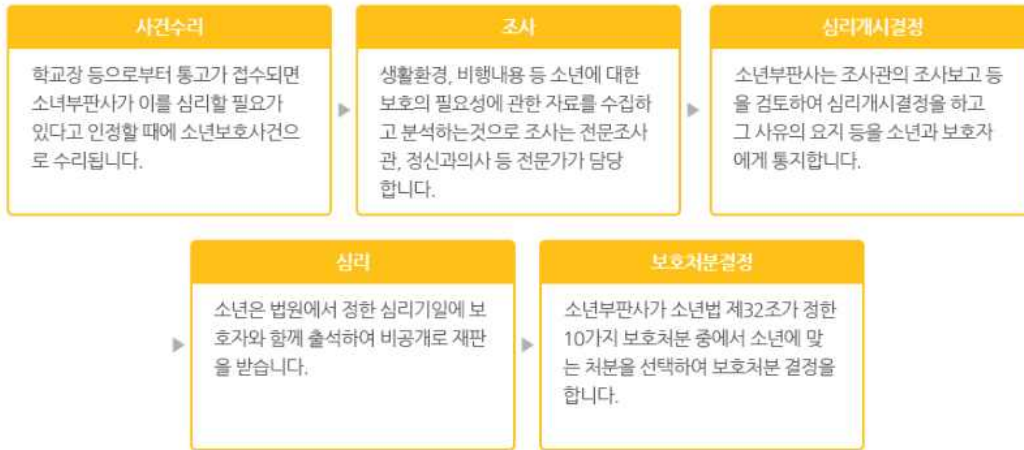 사건수리
학교장 등으로부터 통고가 접수되면
소녀부판사가 이를 심리할 필요가
있다고 인정할 때에 소년보호사건으
로 수리됩니다.
조사
생활환경, 비행내용 등 소년에 대한
보호의 필요성에 관한 자료를 수집하
고 분석하는것으로 조사는 전문조사
관, 정신과의사 등 전문가가 담당
합니다.
심리개시결정
소년부판사는 조사관의 조사보고 등
을 검토하여 심리개시결정을 하고
그 사유의 요지 등을 소년과 보호자
에게 통지합니다.
심리
소년은 법원에서 정한 심리기일에 보
호자와 함께 출석하여 비공개로 재판
을 받습니다.
보호처분결정
소년부판사가 소년법 제32조가 정한
10가지 보호처분 중에서 소년에 맞
는 처분을 선택하여 보호처분 결정을
합니다.